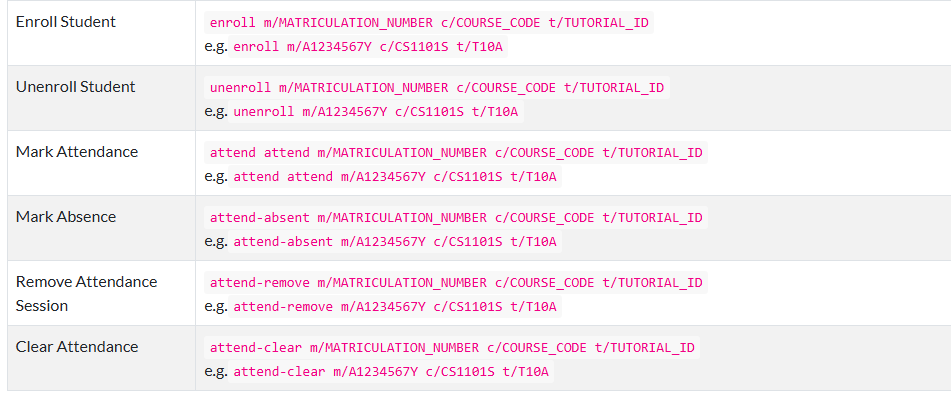 Enroll Student
enroll m/MATRICULATION_NUMBER c/COURSE_CODE t/TUTORIAL_ID
e.g. enroll m/A1234567Y c/CS1101S t/T10A
Unenroll Student
unenroll m/MATRICULATION_NUMBER c/COURSE_CODE t/TUTORIAL_ID
e.g. unenroll m/A1234567Y c/CS1101S t/T10A
Mark Attendance
attend attend m/MATRICULATION_NUMBER c/COURSE_CODE t/TUTORIAL_ID
e.g. attend attend m/A1234567Y c/CS1101S t/T10A
Mark Absence
attend-absent m/MATRICULATION_NUMBER c/COURSE_CODE t/TUTORIAL_ID
e.g. attend-absent m/A1234567Y c/CS1101S t/T10A
Remove Attendance
Session
attend-remove m/MATRICULATION_NUMBER c/COURSE_CODE t/TUTORIAL_ID
e.g. attend-remove m/A1234567Y c/CS1101S t/T10A
Clear Attendance
attend-clear m/MATRICULATION_NUMBER c/COURSE_CODE t/TUTORIAL_ID
e.g. attend-clear m/A1234567Y c/CS1101S t/T10A